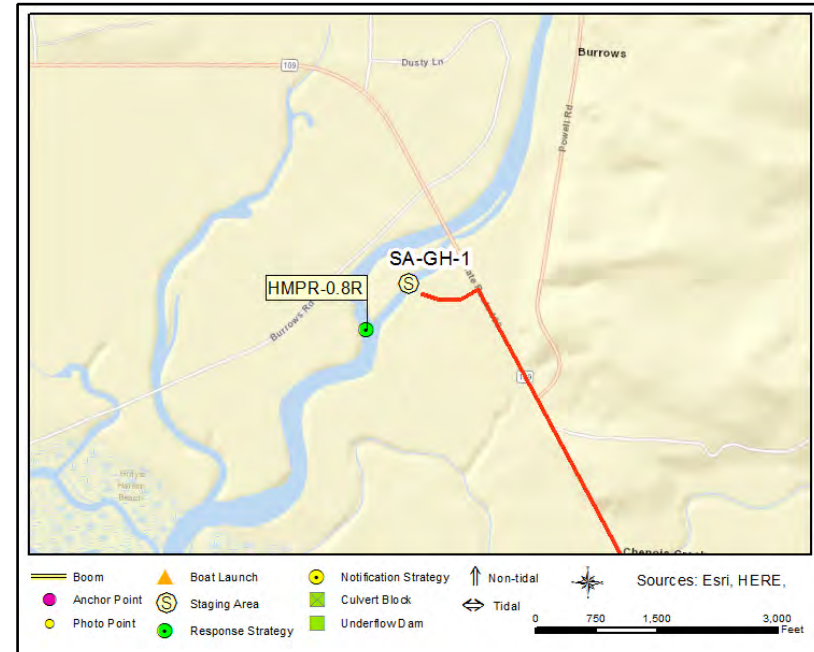 Burrows
Dusty Ln
109
Powell Rd
SA-GH-1
S
HMPR-0.8R
Burrows Rd
109
Boom
Anchor Point
Photo Point
Boat Launch
S Staging Area
Response Strategy
Notification Strategy
Culvert Block
Underflow Dam
Non-tidal
Tidal
Sources: Esri, HERE,
0 750 1,500 3,000
Feet